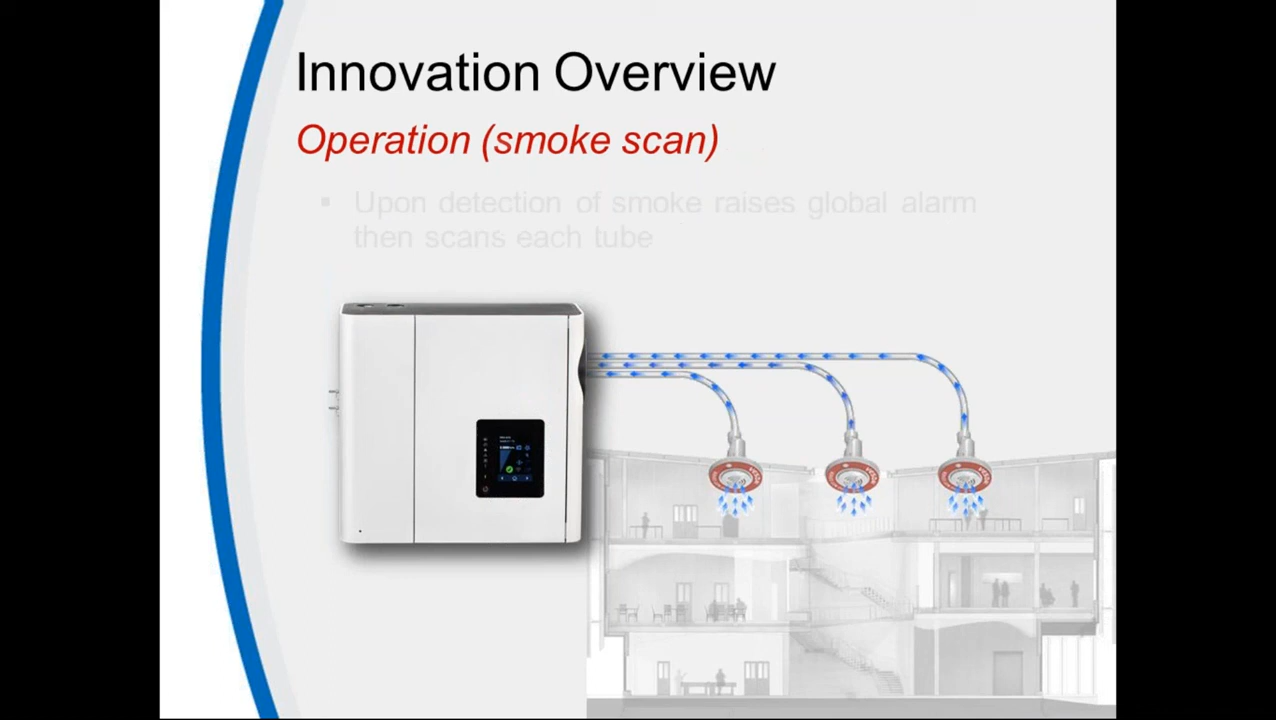 Innovation Overview
Operation (smoke scan)
▪ Upon detection of smoke raises global alarm
then scans each tube